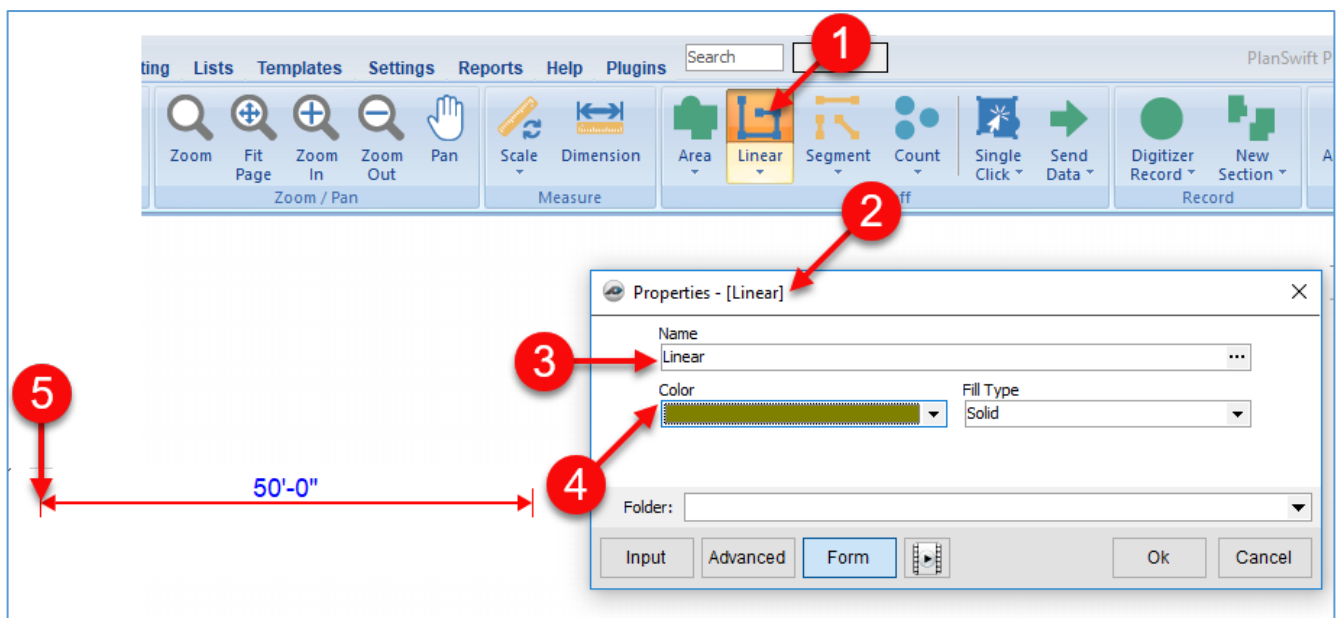 Search
1
PlanSwift P
ting Lists Templates Settings Reports Help Plugins
Zoom Fit Page Zoom In Zoom Out Pan Scale Dimension Area Linear Segment Count Single Click Send Data Digitizer Record New Section A
Zoom / Pan Measure ff Record
2
Properties - [Linear]
Name
3
Linear ...
Color Fill Type
Solid
5
4
50'-0"
Folder:
Input Advanced Form Ok Cancel